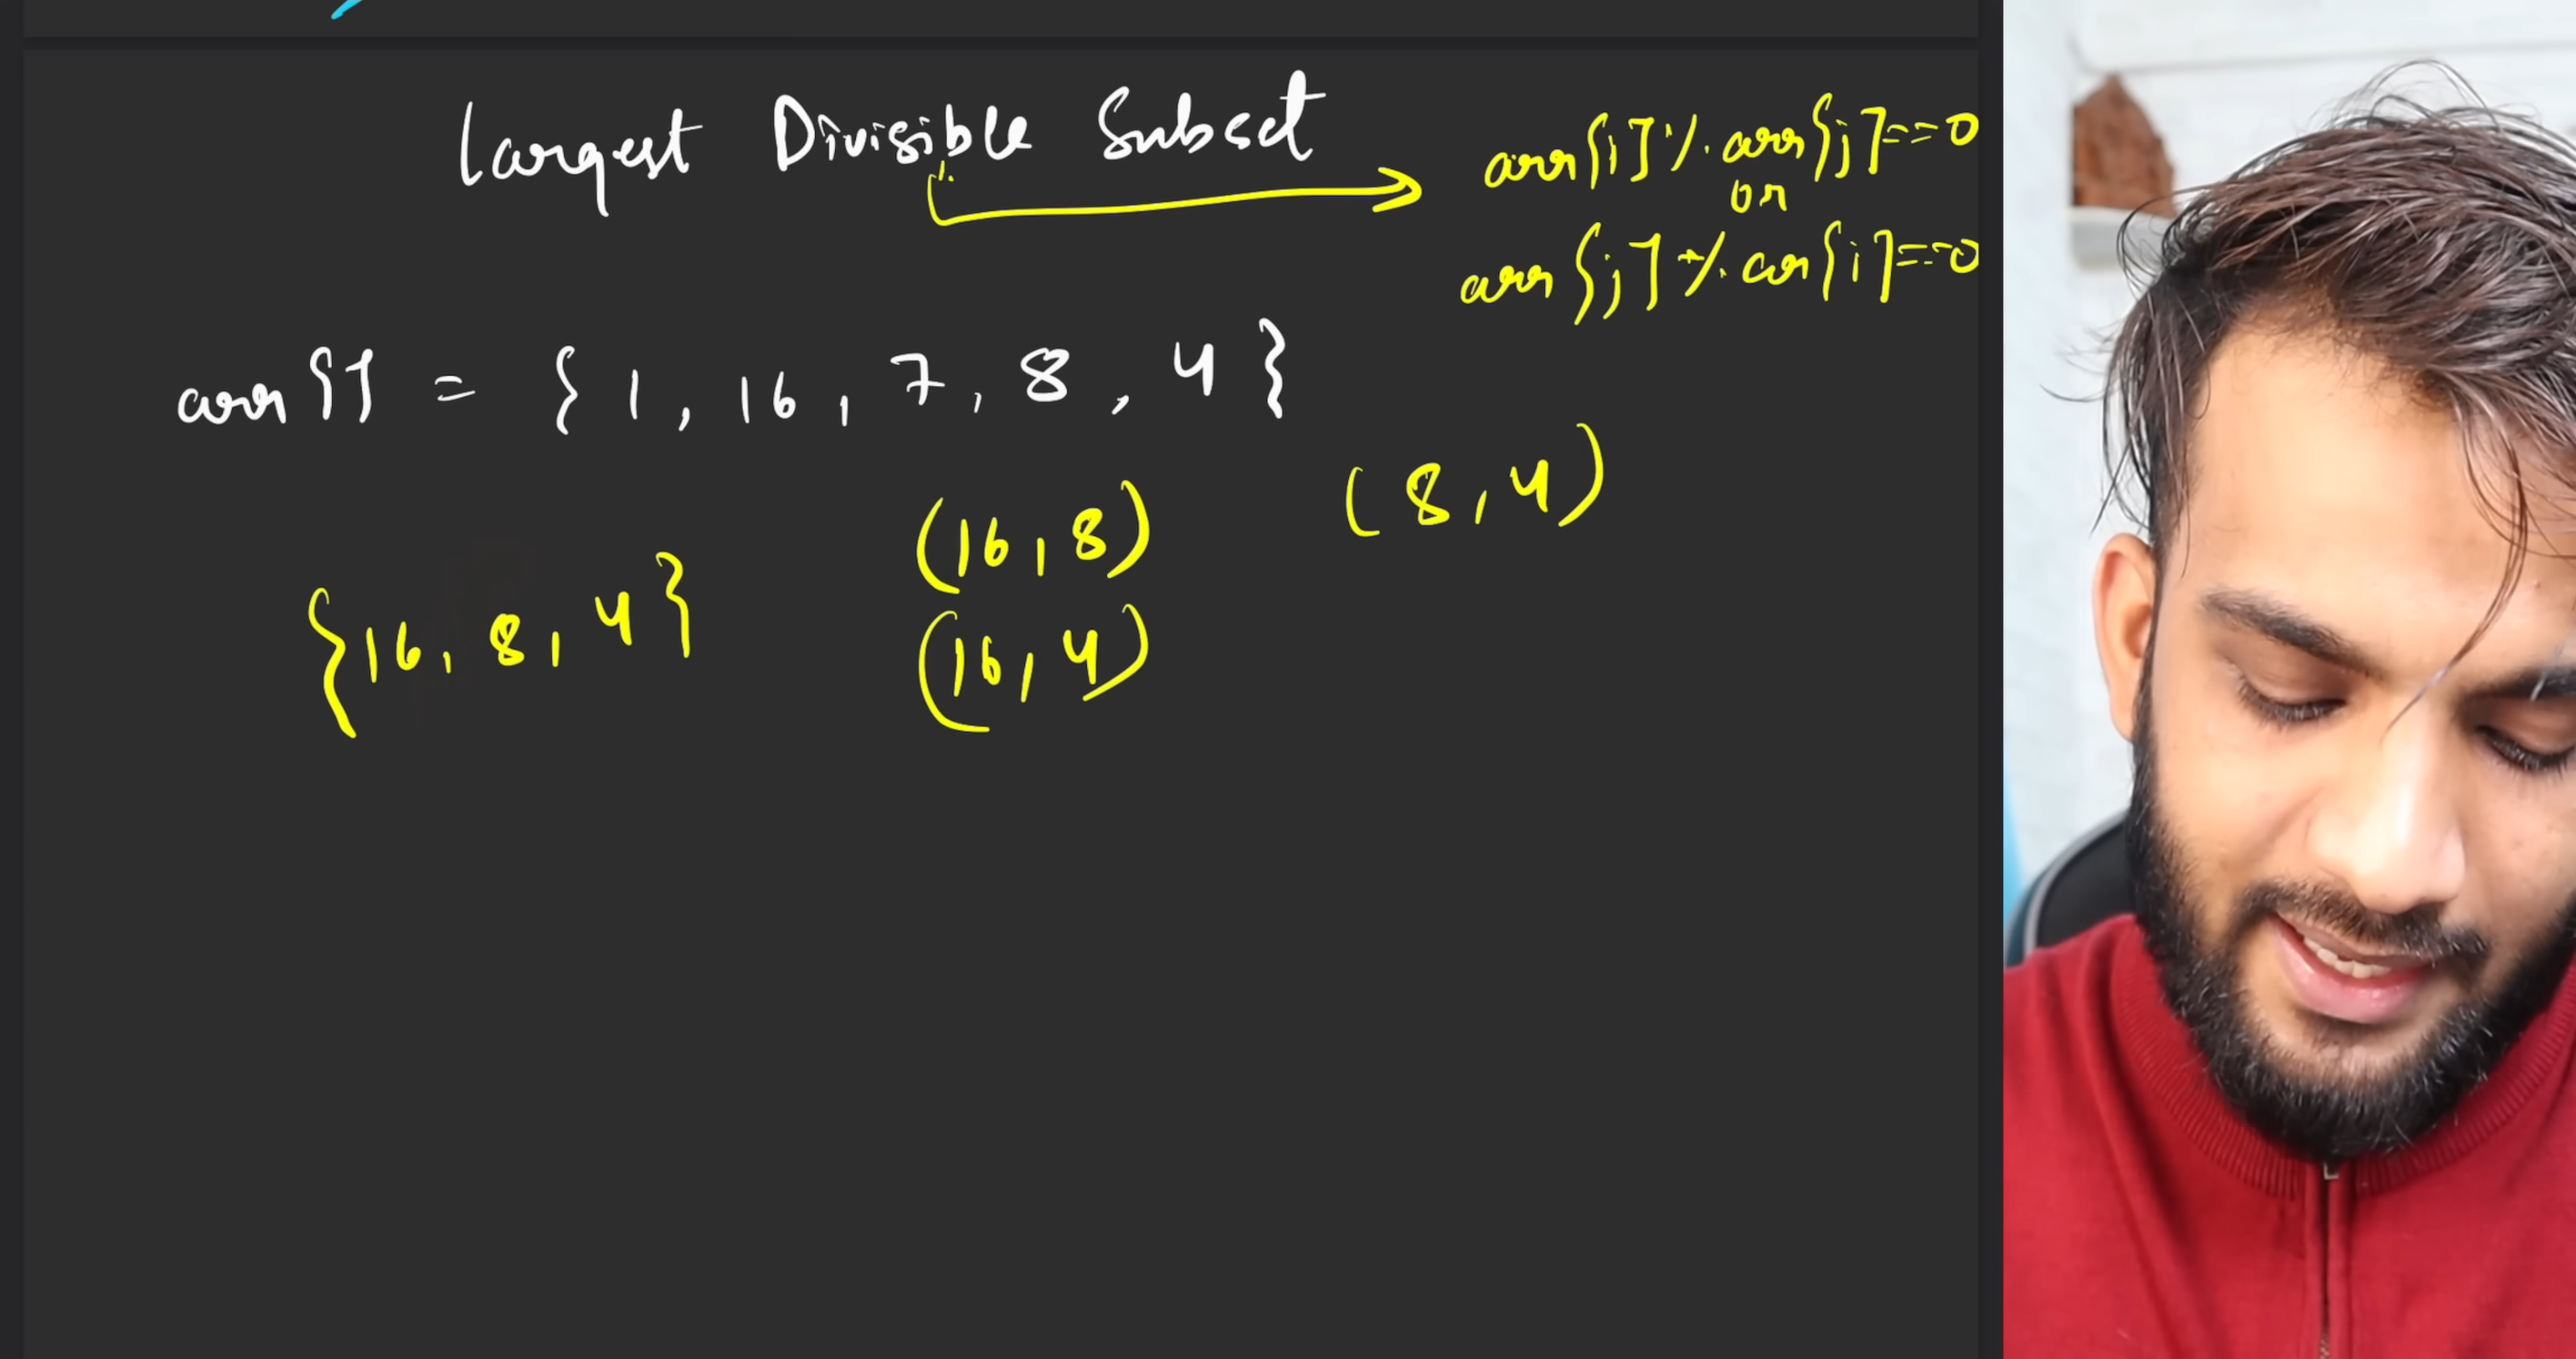 Largest Divisible Subset
arr[i] % arr[j] == 0
or
arr[j] % arr[i] == 0
arr[] = { 1, 16, 7, 8, 4 }
(16, 8) (8, 4)
{16, 8, 4}
(16, 4)